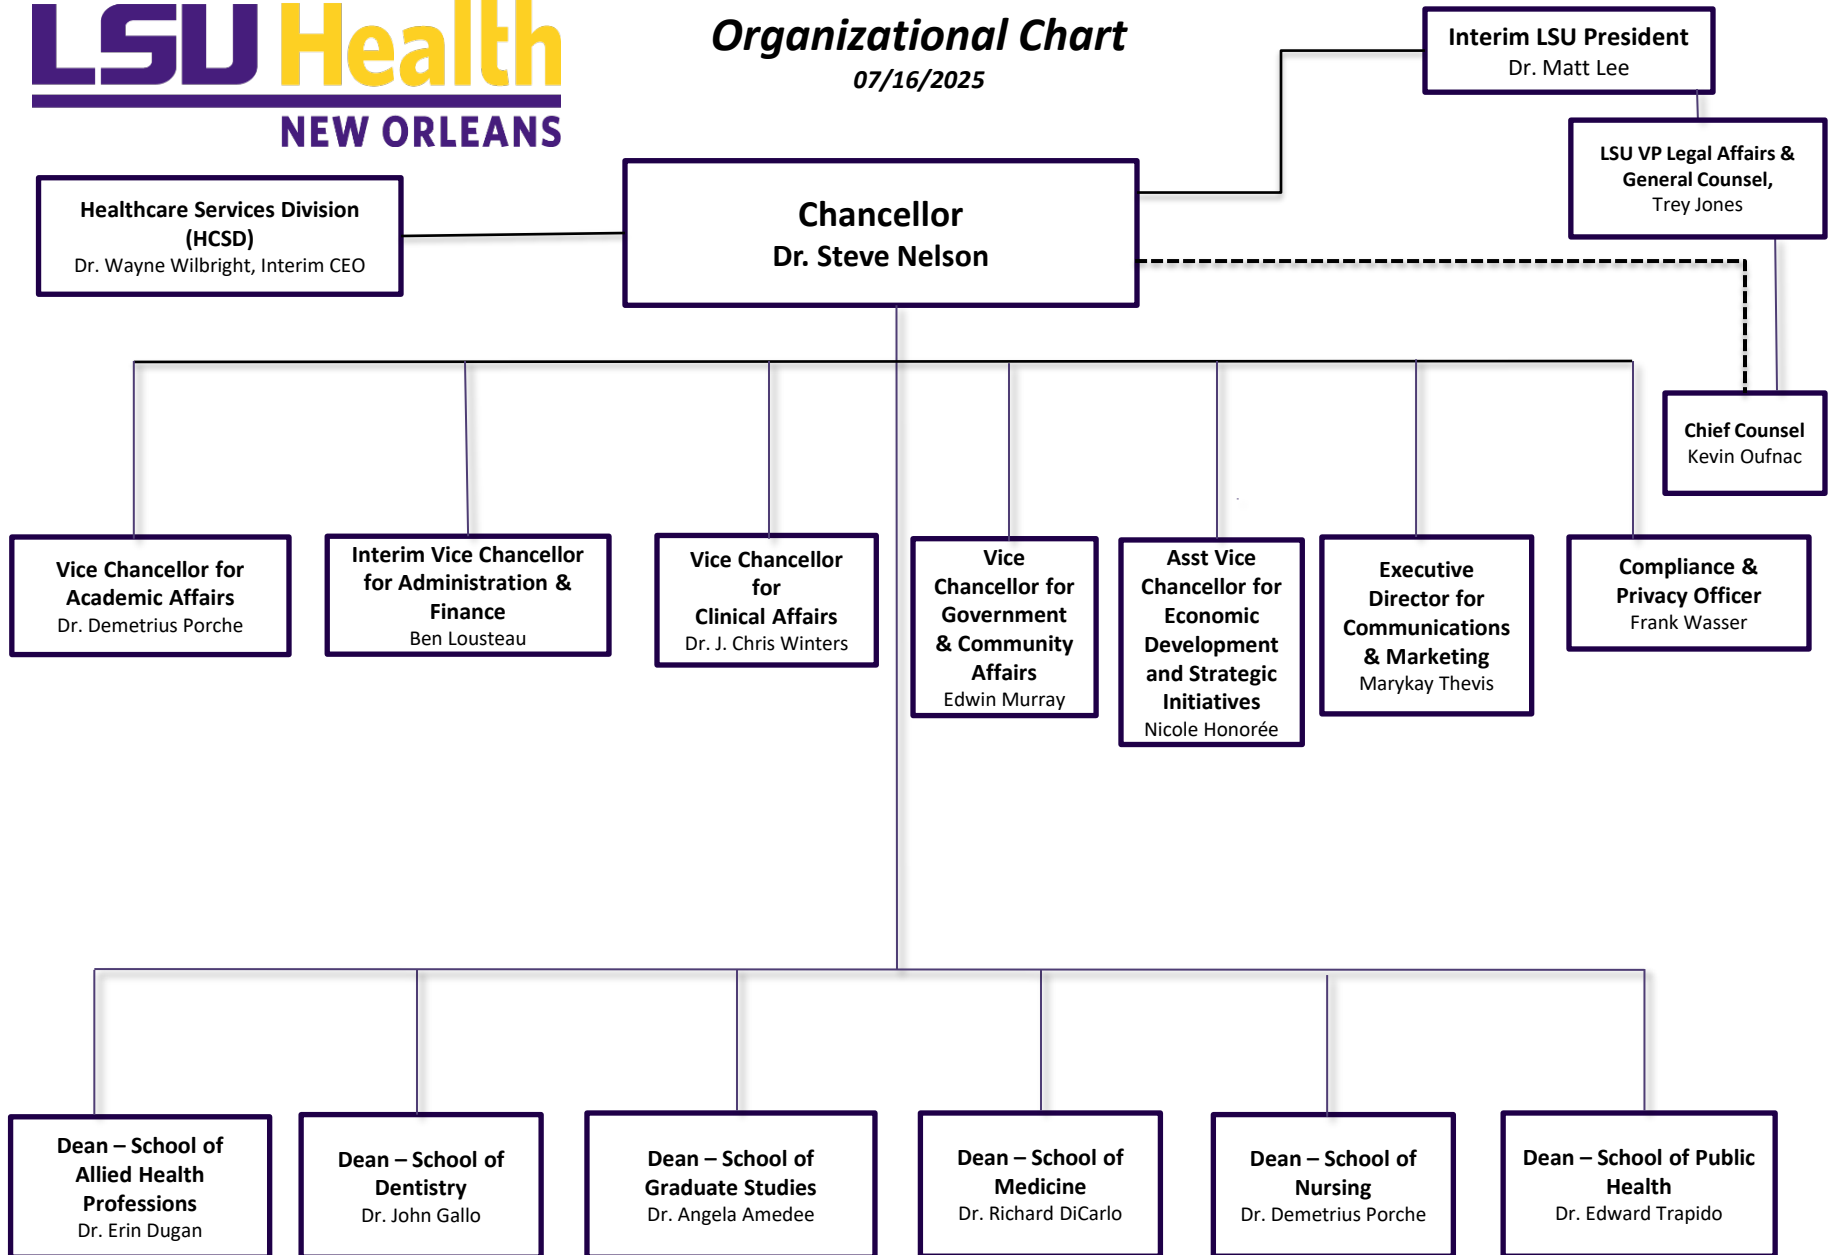 LSU Health
NEW ORLEANS
Organizational Chart
07/16/2025
Interim LSU President
Dr. Matt Lee
LSU VP Legal Affairs &
General Counsel,
Trey Jones
Healthcare Services Division
(HCSD)
Dr. Wayne Wilbright, Interim CEO
Chancellor
Dr. Steve Nelson
Chief Counsel
Kevin Oufnac
Vice Chancellor for
Academic Affairs
Dr. Demetrius Porche
Interim Vice Chancellor
for Administration &
Finance
Ben Lousteau
Vice Chancellor
for
Clinical Affairs
Dr. J. Chris Winters
Vice
Chancellor for
Government
& Community
Affairs
Edwin Murray
Asst Vice
Chancellor for
Economic
Development
and Strategic
Initiatives
Nicole Honorée
Executive
Director for
Communications
& Marketing
Marykay Thevis
Compliance &
Privacy Officer
Frank Wasser
Dean – School of
Allied Health
Professions
Dr. Erin Dugan
Dean – School of
Dentistry
Dr. John Gallo
Dean – School of
Graduate Studies
Dr. Angela Amedee
Dean – School of
Medicine
Dr. Richard DiCarlo
Dean – School of
Nursing
Dr. Demetrius Porche
Dean – School of Public
Health
Dr. Edward Trapido